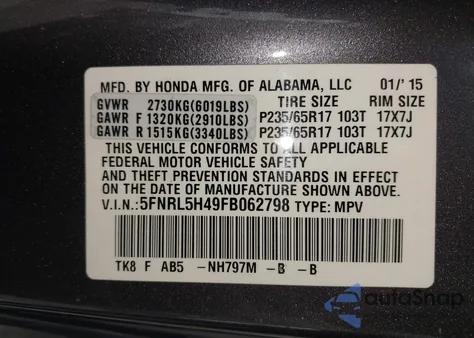 MFD. BY HONDA MFG. OF ALABAMA, LLC 01/'15
GVWR 2730KG(6019LBS) TIRE SIZE RIM SIZE
GAWR F 1320KG(2910LBS) P235/65R17 103T 17X7J
GAWR R 1515KG(3340LBS) P235/65R17 103T 17X7J
THIS VEHICLE CONFORMS TO ALL APPLICABLE
FEDERAL MOTOR VEHICLE SAFETY
AND THEFT PREVENTION STANDARDS IN EFFECT ON THE
DATE OF MANUFACTURE SHOWN ABOVE.
V.I.N.: 5FNRL5H49FB062798 TYPE: MPV
TK8 F AB5 -NH797M -B -B
autoSnap